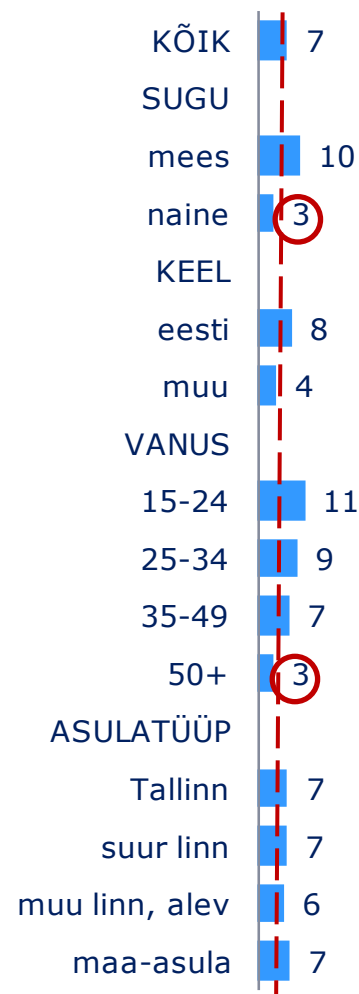 KÕIK 7
SUGU
mees 10
naine 3
KEEL
eesti 8
muu 4
VANUS
15-24 11
25-34 9
35-49 7
50+ 3
ASULATÜÜP
Tallinn 7
suur linn 7
muu linn, alev 6
maa-asula 7